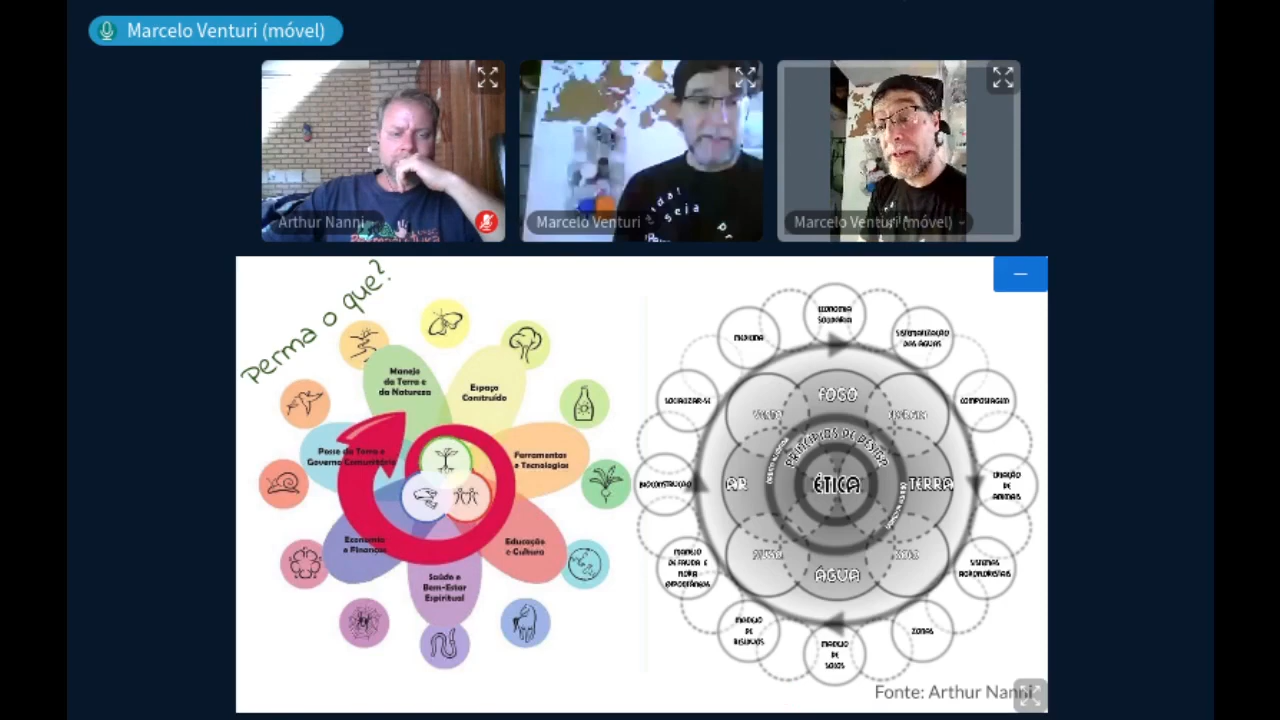 Marcelo Venturi (móvel)
Arthur Nanni
Marcelo Venturi
Marcelo Venturi (móvel)
seia
Perma o que?
Manejo
da Terra e
da Natureza
Espaço
Construído
Posse da Terra e
Governo Comunitário
Ferramentas
e Tecnologias
Economia
e Finanças
Educação
e Cultura
Saúde e
Bem-Estar
Espiritual
ECONOMIA
SOLIDÁRIA
MEDICINA
SISTEMATIZAÇÃO
DAS ÁGUAS
SOCIALIZAR-SE
COMPOSTAGEM
FOGO
PRINCÍPIOS DE DESIGN
ÉTICA
AR
TERRA
ÁGUA
BIOCONSTRUÇÃO
CRIAÇÃO
DE
ANIMAIS
MANEJO
DE FAUNA E
FLORA
ESPONTÂNEOS
SISTEMAS
AGROFLORESTAIS
MANEJO
DE
RESÍDUOS
ZONAS
MANEJO
DE
SOLOS
Fonte: Arthur Nanni